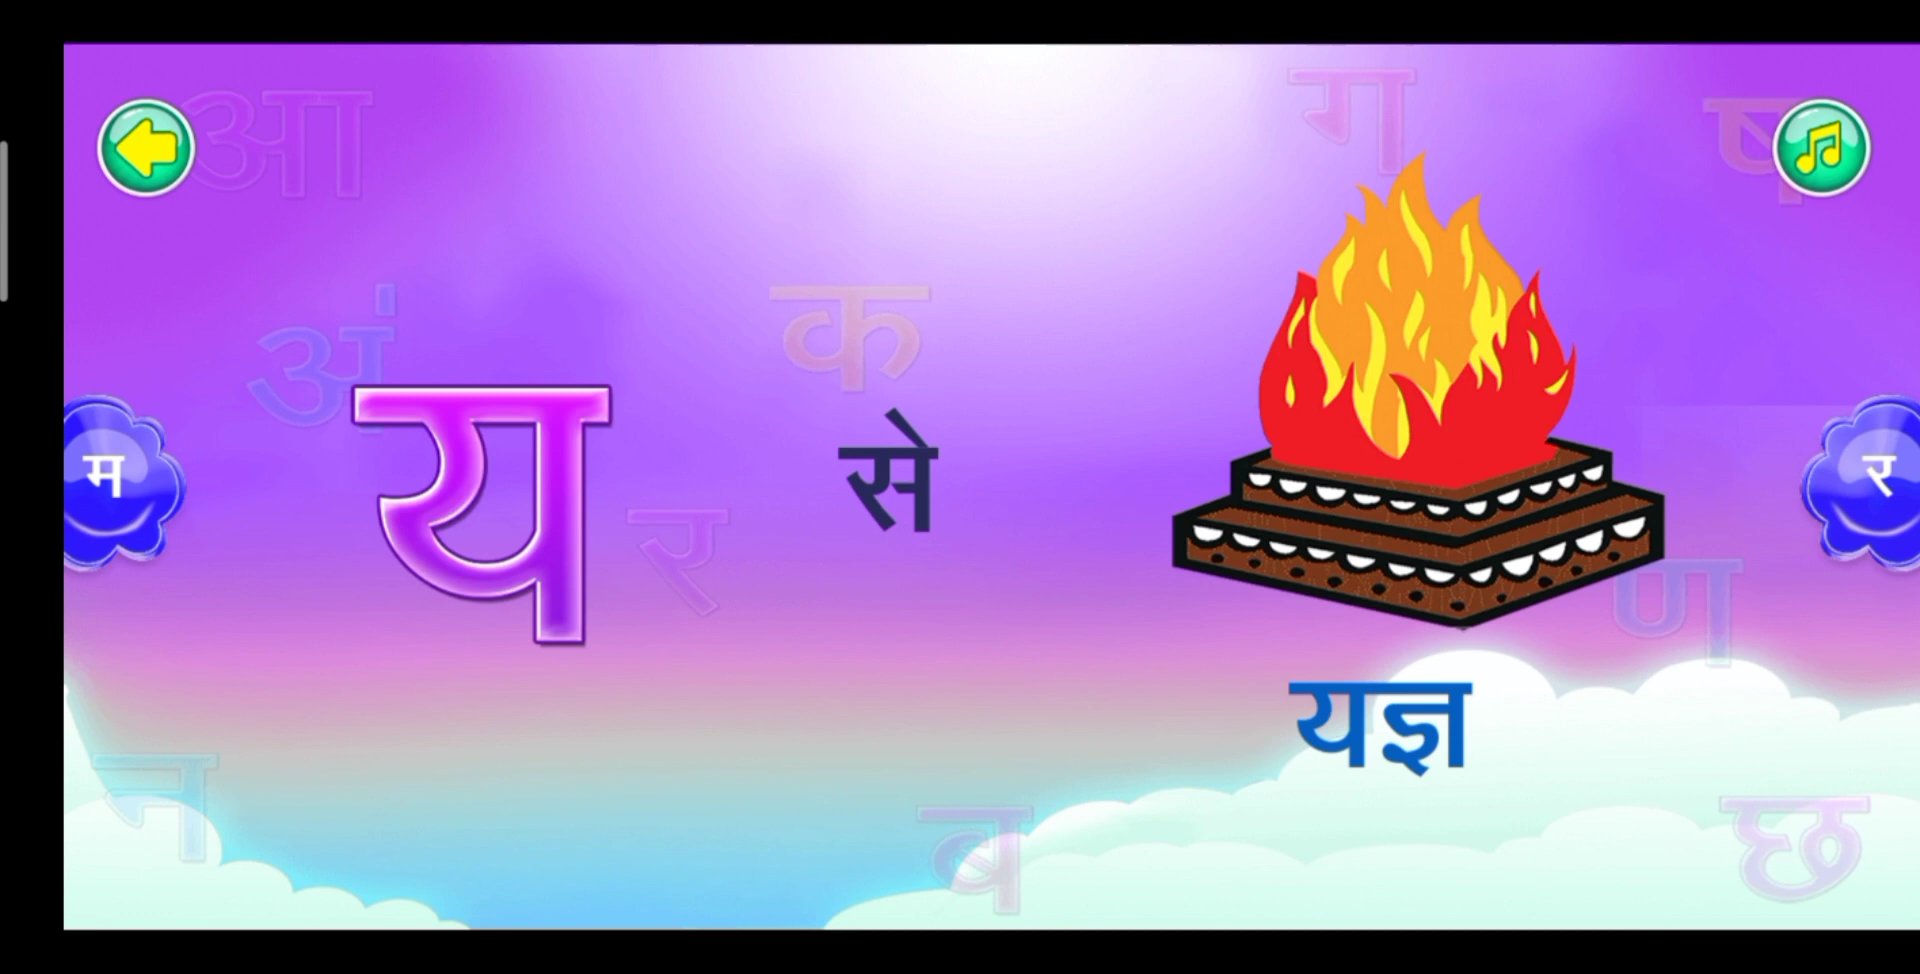 आ
ग
ष
अं
क
म
य
से
र
र
ण
यज्ञ
न
ब
छ